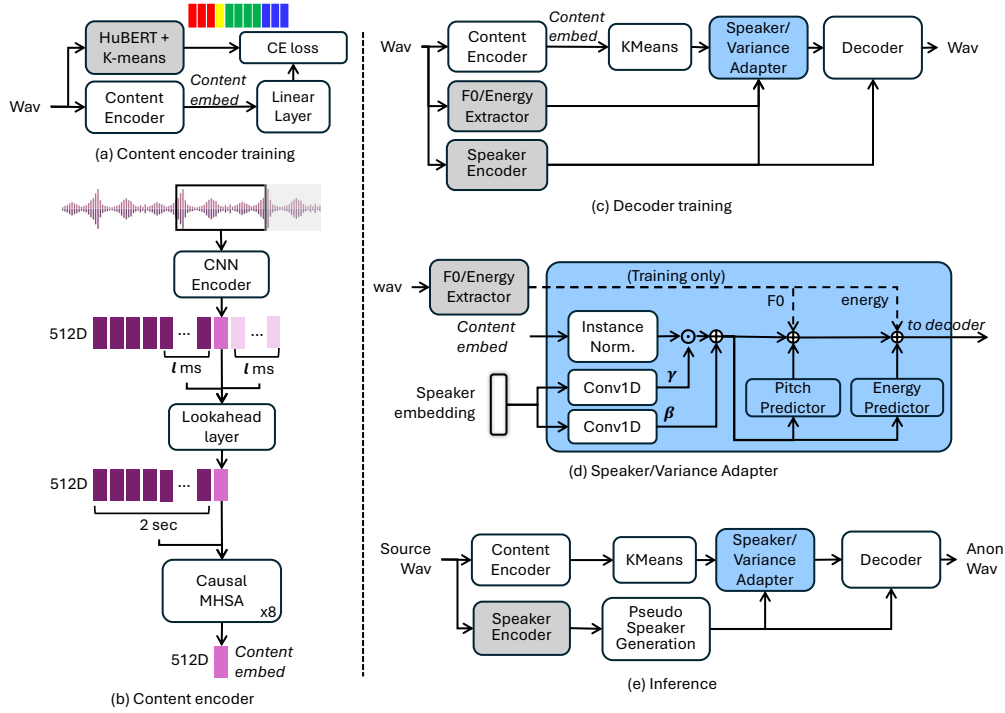 HuBERT +
K-means
CE loss
Wav
Content
Encoder
Content
embed
Linear
Layer
(a) Content encoder training
CNN
Encoder
512D
...
...
l ms
l ms
Lookahead
layer
512D
...
2 sec
Causal
MHSA
x8
512D
Content
embed
(b) Content encoder
Wav
Content
Encoder
Content
embed
KMeans
Speaker/
Variance
Adapter
Decoder
Wav
F0/Energy
Extractor
Speaker
Encoder
(c) Decoder training
wav
F0/Energy
Extractor
(Training only)
F0
energy
to decoder
Content
embed
Instance
Norm.
Speaker
embedding
Conv1D
γ
Conv1D
β
Pitch
Predictor
Energy
Predictor
(d) Speaker/Variance Adapter
Source
Wav
Content
Encoder
KMeans
Speaker/
Variance
Adapter
Decoder
Anon
Wav
Speaker
Encoder
Pseudo
Speaker
Generation
(e) Inference